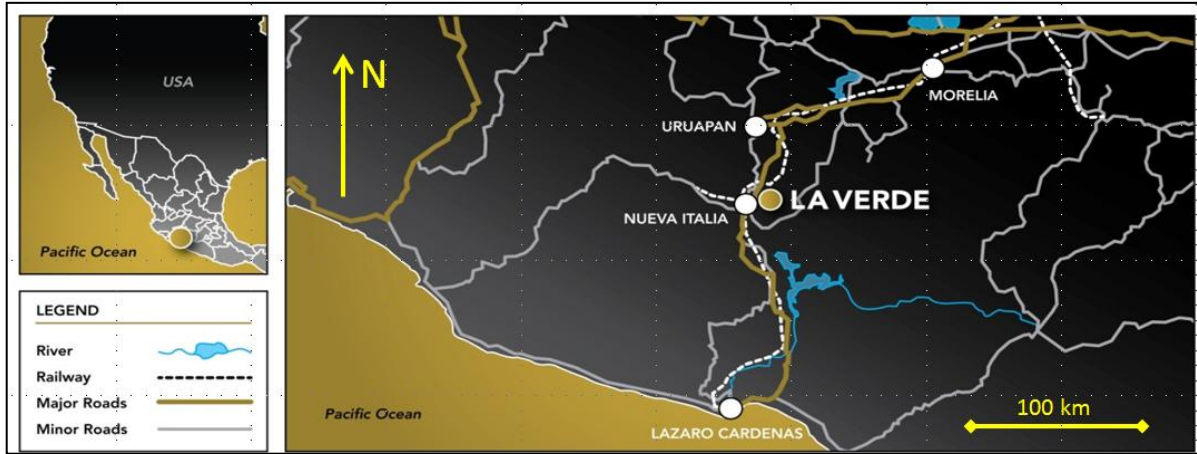 USA
Pacific Ocean
LEGEND
River
Railway
Major Roads
Minor Roads
N
MORELIA
URUAPAN
LA VERDE
NUEVA ITALIA
Pacific Ocean
LAZARO CARDENAS
100 km